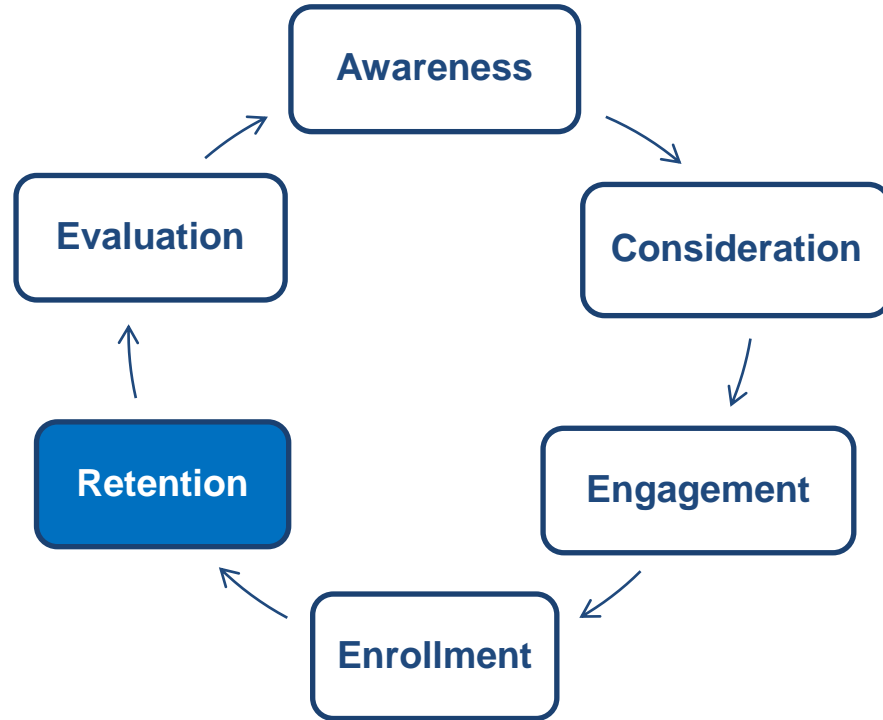 Awareness
Consideration
Engagement
Enrollment
Retention
Evaluation